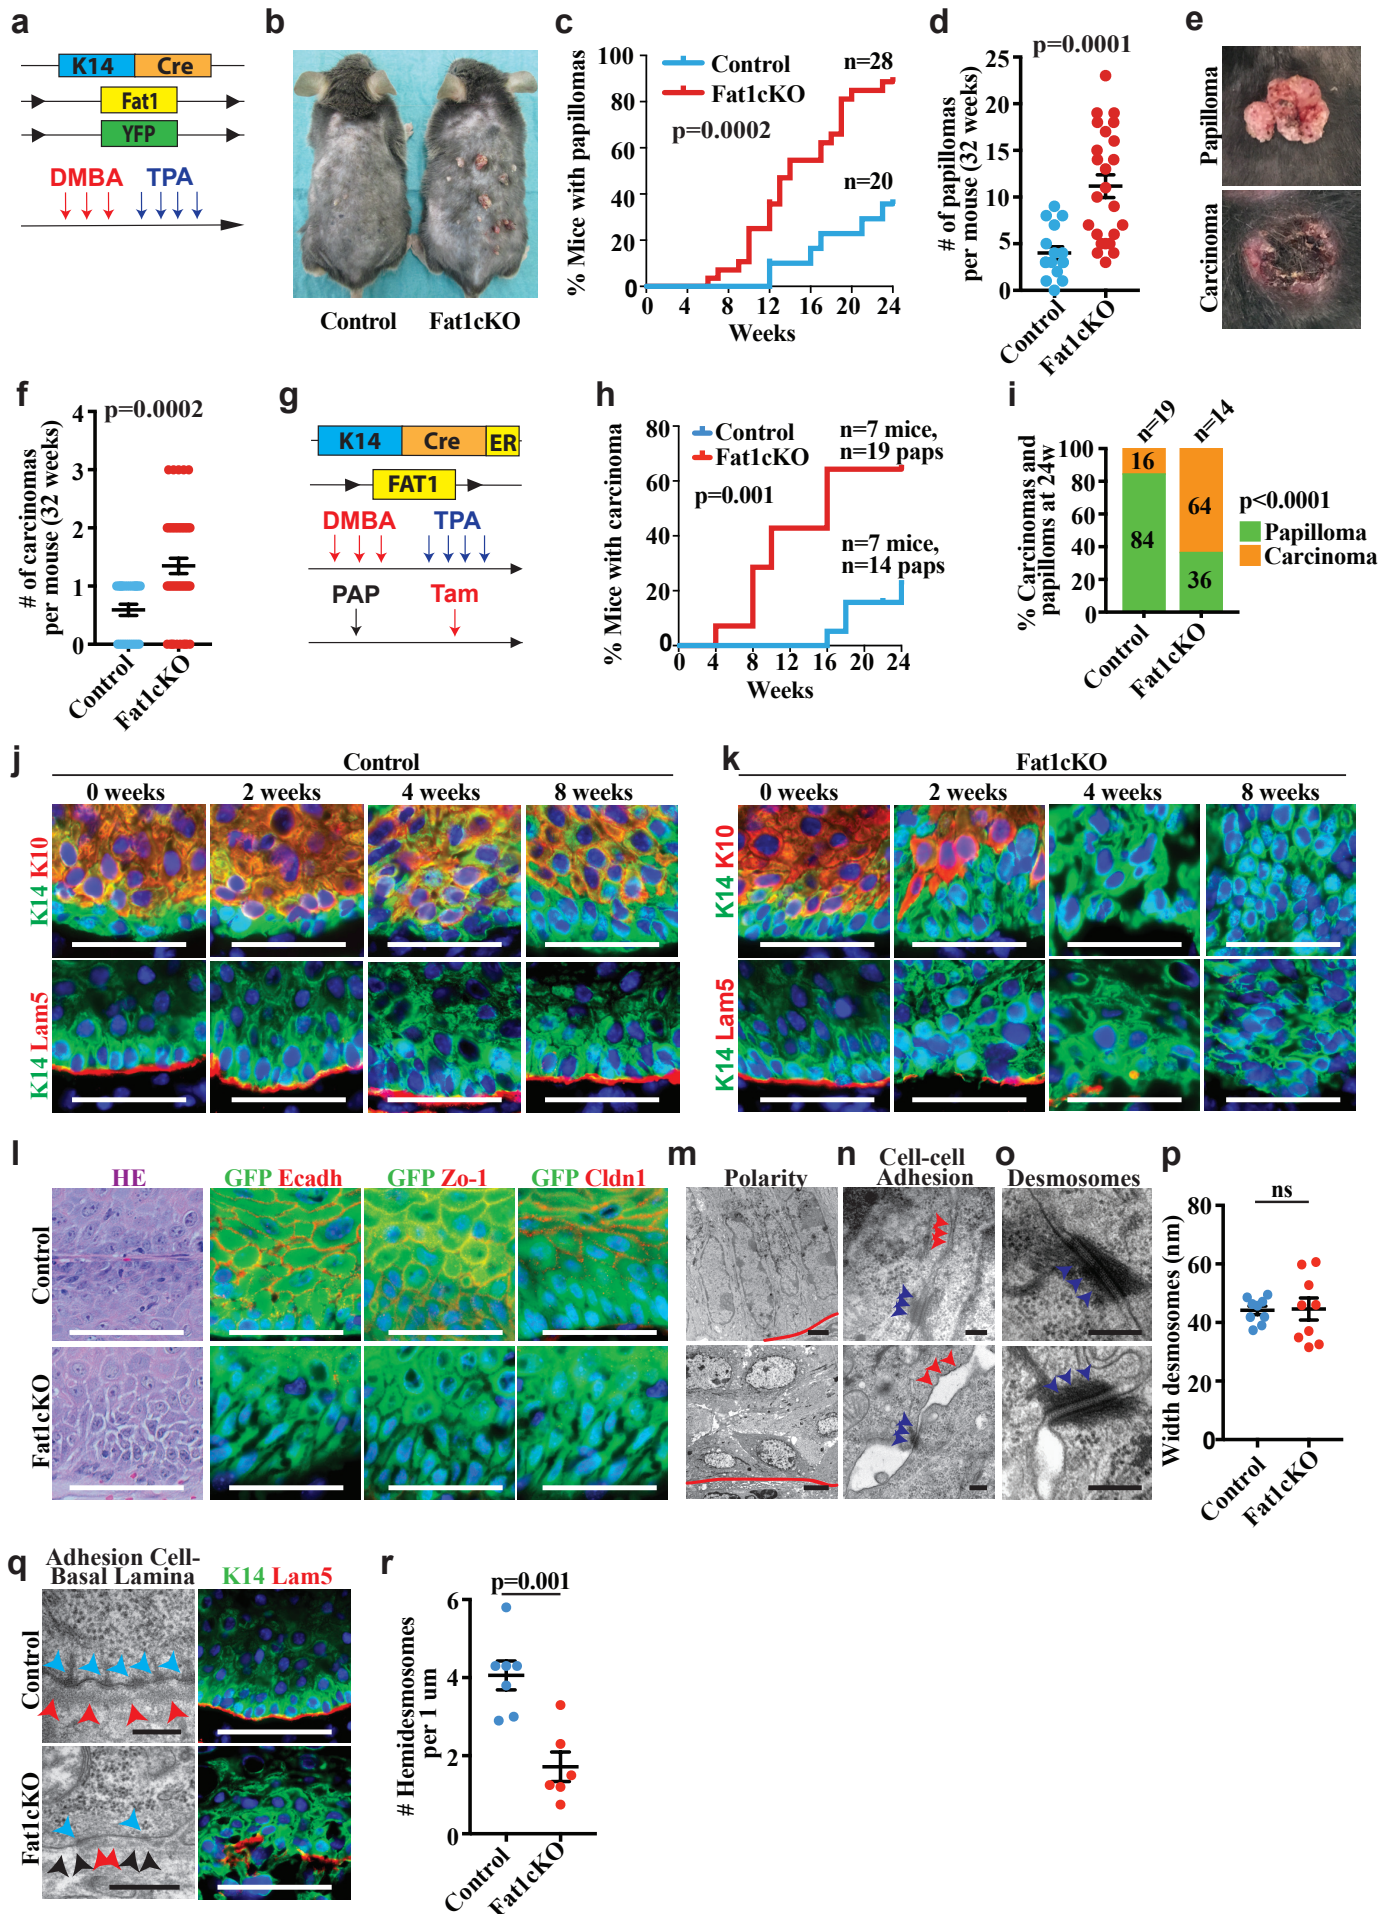 a
K14 Cre
Fat1
YFP
DMBA TPA
b
Control Fat1cKO
c
% Mice with papillomas
100
80
60
40
20
0
Control
Fat1cKO
p=0.0002
n=28
n=20
0 4 8 12 16 20 24
Weeks
d
p=0.0001
# of papillomas
per mouse (32 weeks)
25
20
15
10
5
0
Control
Fat1cKO
e
Papilloma
Carcinoma
f
p=0.0002
# of carcinomas
per mouse (32 weeks)
4
3
2
1
0
Control
Fat1cKO
g
K14 Cre ER
FAT1
DMBA TPA
PAP Tam
h
% Mice with carcinoma
80
60
40
20
0
Control
Fat1cKO
p=0.001
n=7 mice,
n=19 paps
n=7 mice,
n=14 paps
0 4 8 12 16 20 24
Weeks
i
n=19 n=14
% Carcinomas and
papilloms at 24w
100
80
60
40
20
0
16
84
64
36
p<0.0001
Papilloma
Carcinoma
Control
Fat1cKO
j
Control
0 weeks 2 weeks 4 weeks 8 weeks
K14 K10
K14 Lam5
k
Fat1cKO
0 weeks 2 weeks 4 weeks 8 weeks
K14 K10
K14 Lam5
l
HE GFP Ecadh GFP Zo-1 GFP Cldn1
Control
Fat1cKO
m
Polarity
n
Cell-cell
Adhesion
o
Desmosomes
p
ns
Width desmosomes (nm)
80
60
40
20
0
Control
Fat1cKO
q
Adhesion Cell-
Basal Lamina
K14 Lam5
Control
Fat1cKO
r
p=0.001
# Hemidesmosomes
per 1 um
6
4
2
0
Control
Fat1cKO